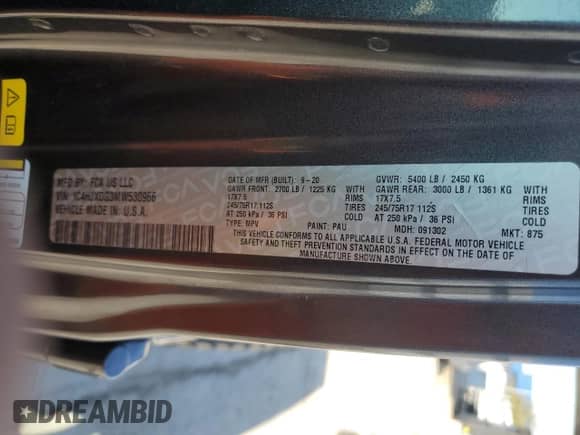 MFD BY: FCA US LLC
VIN: 1C4HJXDG3MW530966
VEHICLE MADE IN: U.S.A.
DATE OF MFR (BUILT): 9-20
GAWR FRONT: 2700 LB / 1225 KG
17X7.5
245/75R17 112S
AT 250 kPa / 36 PSI
TYPE: MPV
PAINT: PAU
RIMS
TIRES
COLD
GVWR: 5400 LB / 2450 KG
GAWR REAR: 3000 LB / 1361 KG
17X7.5
245/75R17 112S
AT 250 kPa / 36 PSI
MDH: 091302
RIMS
TIRES
COLD
MKT: 875
THIS VEHICLE CONFORMS TO ALL APPLICABLE U.S.A. FEDERAL MOTOR VEHICLE
SAFETY AND THEFT PREVENTION STANDARDS IN EFFECT ON THE DATE OF
MANUFACTURE SHOWN ABOVE.
DREAMBID